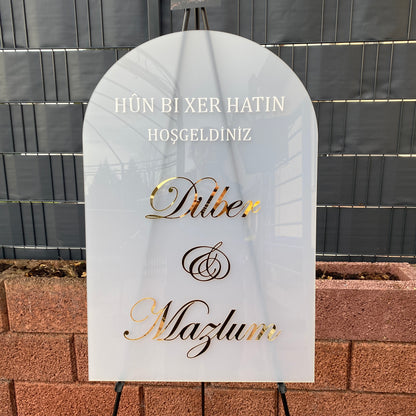 HÛN BI XER HATIN
HOŞGELDİNİZ
Dilber
&
Mazlum